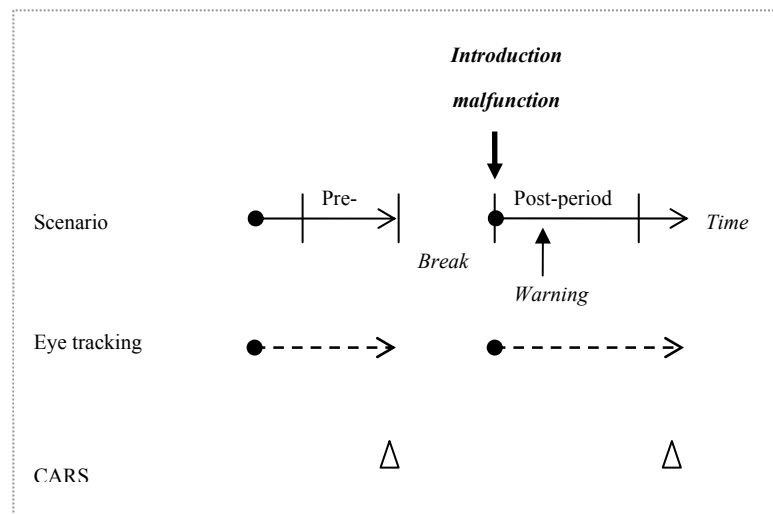 Introduction
malfunction
Pre-
Post-period
Scenario
Time
Break
Warning
Eye tracking
CARS